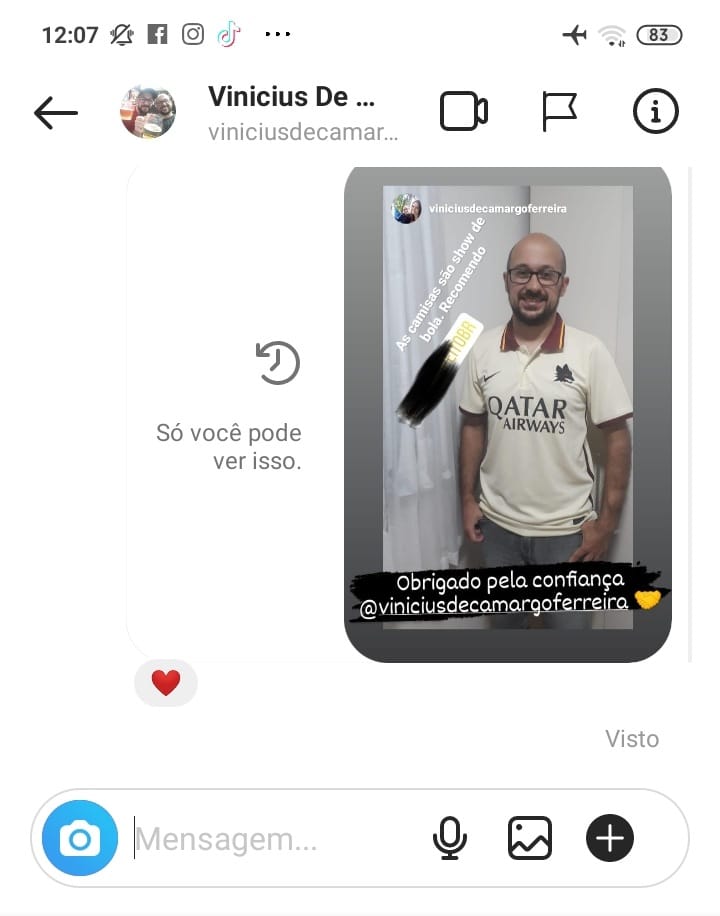 12:07
83
Vinicius De ...
viniciusdecamar...
viniciusdecamargoferreira
As camisas são show de
bola. Recomendo
TOBR
QATAR
AIRWAYS
Só você pode
ver isso.
Obrigado pela confiança
@viniciusdecamargoferreira
Visto
Mensagem...